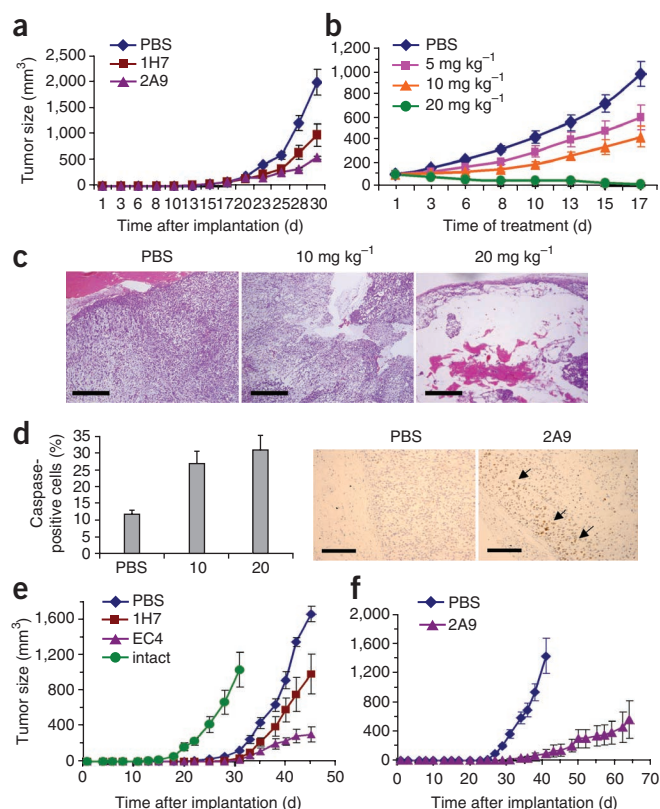 a
PBS
1H7
2A9
Tumor size (mm³)
2,500
2,000
1,500
1,000
500
0
1 3 6 8 10 13 15 17 20 23 25 28 30
Time after implantation (d)
b
PBS
5 mg kg⁻¹
10 mg kg⁻¹
20 mg kg⁻¹
1,200
1,000
800
600
400
200
0
1 3 6 8 10 13 15 17
Time of treatment (d)
c
PBS 10 mg kg⁻¹ 20 mg kg⁻¹
d
Caspase-
positive cells (%)
35
30
25
20
15
10
5
0
PBS 10 20
PBS 2A9
e
PBS
1H7
EC4
intact
Tumor size (mm³)
1,600
1,200
800
400
0
0 10 20 30 40 50
Time after implantation (d)
f
PBS
2A9
2,000
1,600
1,200
800
400
0
0 10 20 30 40 50 60 70
Time after implantation (d)